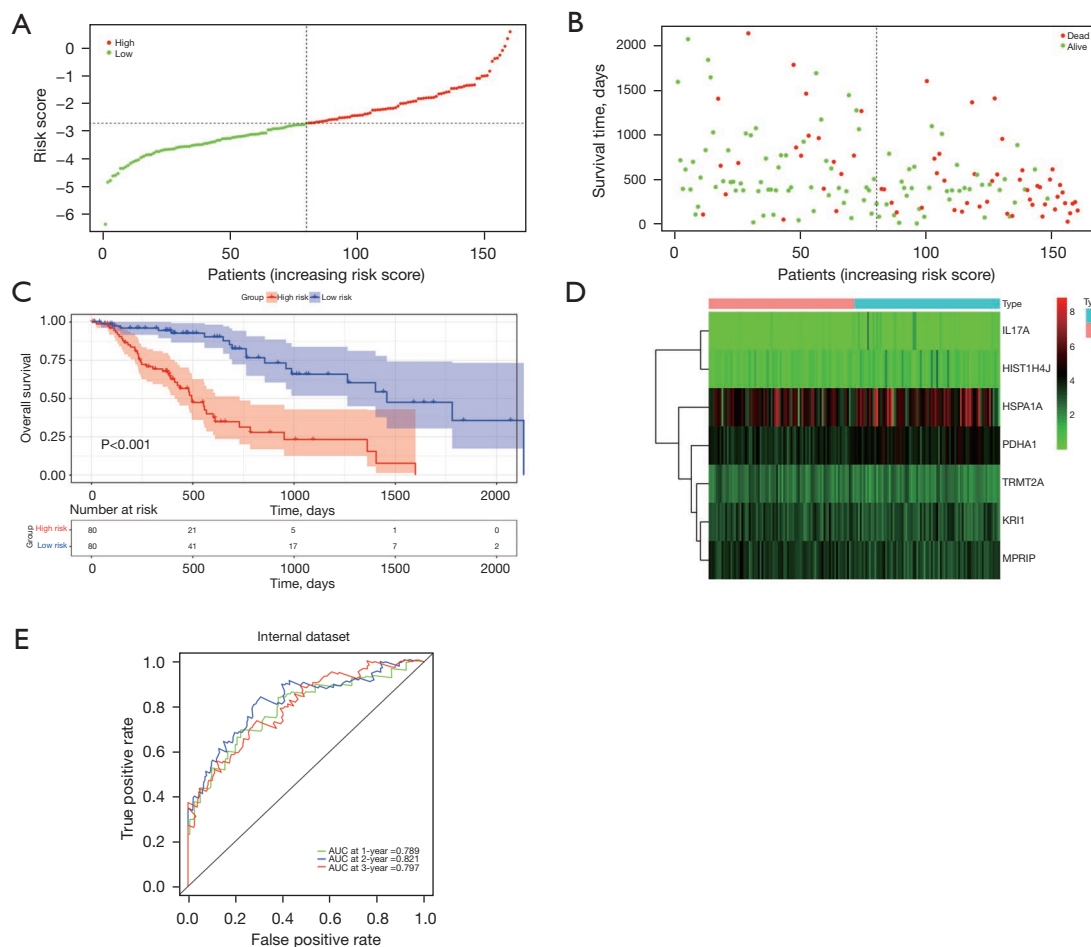 A
High
Low
0
−1
−2
−3
−4
−5
−6
Risk score
0 50 100 150
Patients (increasing risk score)
B
Dead
Alive
2000
1500
1000
500
0
Survival time, days
0 50 100 150
Patients (increasing risk score)
C
Group High risk Low risk
1.00
0.75
0.50
0.25
0.00
Overall survival
P<0.001
0 500 1000 1500 2000
Time, days
Number at risk
Group
High risk 80 21 5 1 0
Low risk 80 41 17 7 2
0 500 1000 1500 2000
Time, days
D
Type
IL17A
HIST1H4J
HSPA1A
PDHA1
TRMT2A
KRI1
MPRIP
8
6
4
2
Ty
E
Internal dataset
1.0
0.8
0.6
0.4
0.2
0.0
True positive rate
AUC at 1-year =0.789
AUC at 2-year =0.821
AUC at 3-year =0.797
0.0 0.2 0.4 0.6 0.8 1.0
False positive rate